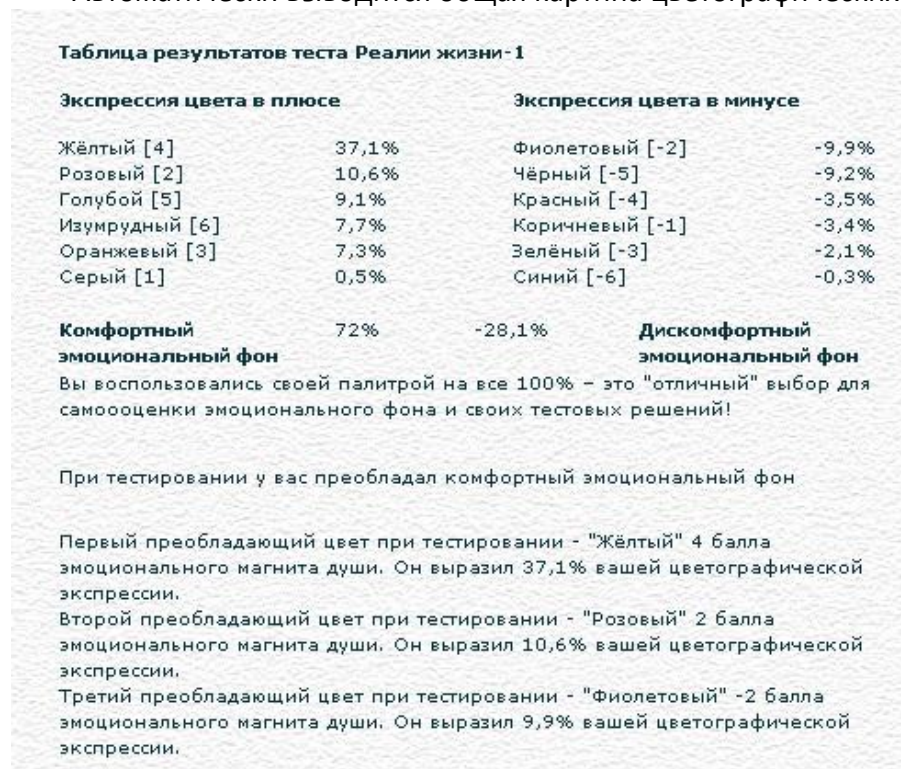 Автоматически выводится общая картина цветографических
Таблица результатов теста Реалии жизни-1
Экспрессия цвета в плюсе Экспрессия цвета в минусе
Жёлтый [4] 37,1% Фиолетовый [-2] -9,9%
Розовый [2] 10,6% Чёрный [-5] -9,2%
Голубой [5] 9,1% Красный [-4] -3,5%
Изумрудный [6] 7,7% Коричневый [-1] -3,4%
Оранжевый [3] 7,3% Зелёный [-3] -2,1%
Серый [1] 0,5% Синий [-6] -0,3%
Комфортный 72% -28,1% Дискомфортный
эмоциональный фон эмоциональный фон
Вы воспользовались своей палитрой на все 100% – это "отличный" выбор для
самоооценки эмоционального фона и своих тестовых решений!
При тестировании у вас преобладал комфортный эмоциональный фон
Первый преобладающий цвет при тестировании - "Жёлтый" 4 балла
эмоционального магнита души. Он выразил 37,1% вашей цветографической
экспрессии.
Второй преобладающий цвет при тестировании - "Розовый" 2 балла
эмоционального магнита души. Он выразил 10,6% вашей цветографической
экспрессии.
Третий преобладающий цвет при тестировании - "Фиолетовый" -2 балла
эмоционального магнита души. Он выразил 9,9% вашей цветографической
экспрессии.